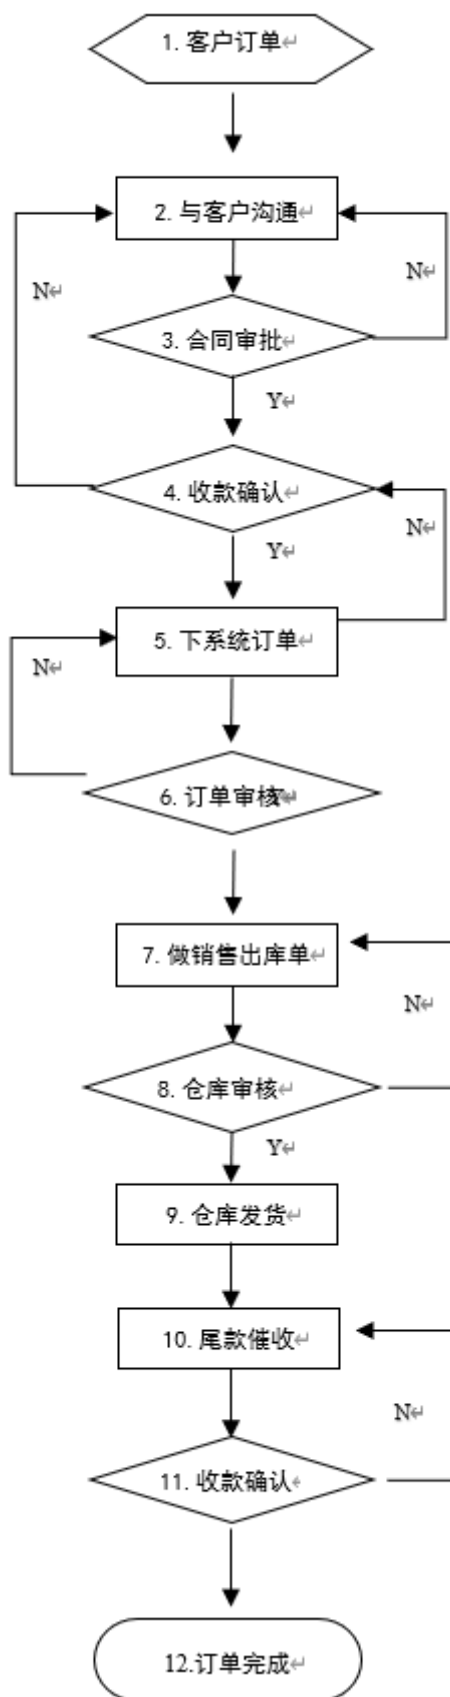 1. 客户订单
2. 与客户沟通
N
N
3. 合同审批
Y
4. 收款确认
N
Y
5. 下系统订单
N
6. 订单审核
7. 做销售出库单
N
8. 仓库审核
Y
9. 仓库发货
10. 尾款催收
N
11. 收款确认
12.订单完成